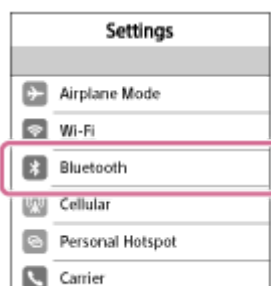 Settings
Airplane Mode
Wi-Fi
Bluetooth
Cellular
Personal Hotspot
Carrier